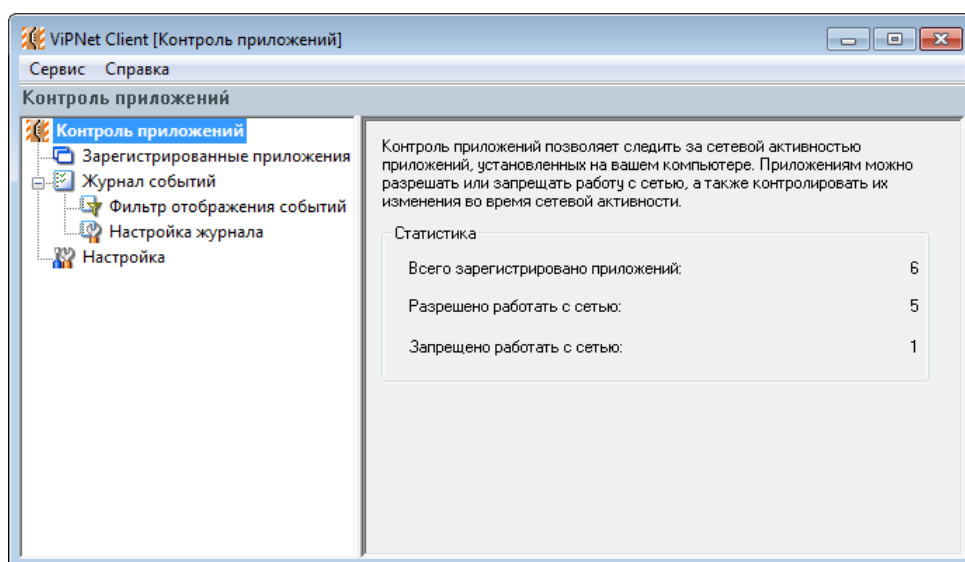 ViPNet Client [Контроль приложений]
Сервис Справка
Контроль приложений
Контроль приложений
Зарегистрированные приложения
Журнал событий
Фильтр отображения событий
Настройка журнала
Настройка
Контроль приложений позволяет следить за сетевой активностью
приложений, установленных на вашем компьютере. Приложениям можно
разрешать или запрещать работу с сетью, а также контролировать их
изменения во время сетевой активности.
Статистика
Всего зарегистрировано приложений: 6
Разрешено работать с сетью: 5
Запрещено работать с сетью: 1